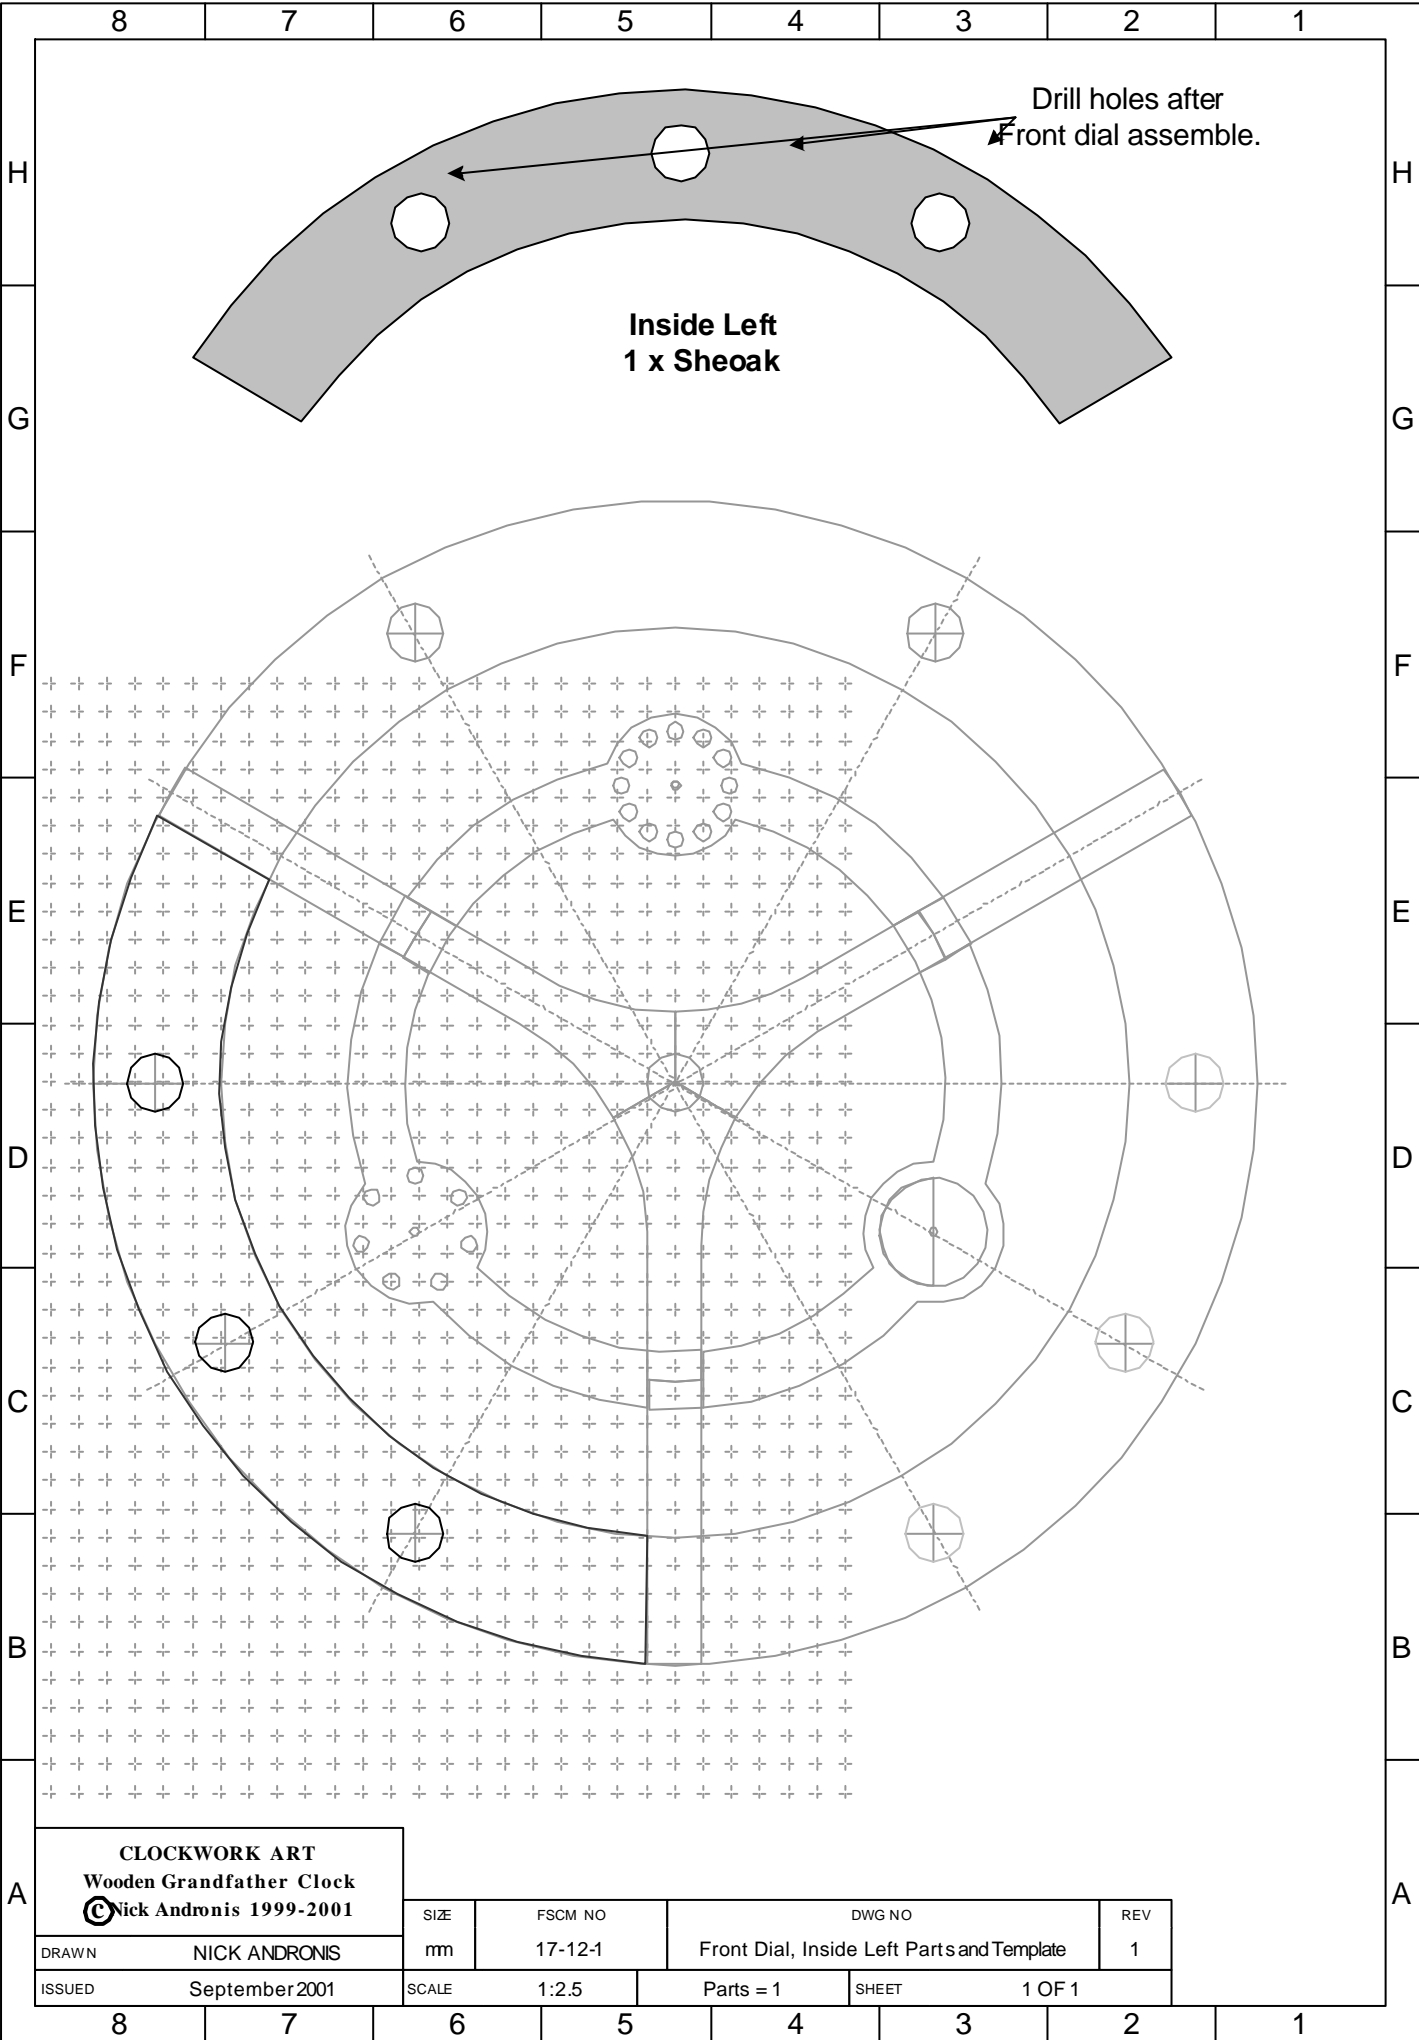 8 7 6 5 4 3 2 1
Drill holes after
Front dial assemble.
H H
Inside Left
1 x Sheoak
G G
F F
E E
D D
C C
B B
CLOCKWORK ART
Wooden Grandfather Clock
© Nick Andronis 1999-2001
A A
SIZE FSCM NO DWG NO REV
DRAWN NICK ANDRONIS mm 17-12-1 Front Dial, Inside Left Parts and Template 1
ISSUED September 2001 SCALE 1:2.5 Parts = 1 SHEET 1 OF 1
8 7 6 5 4 3 2 1